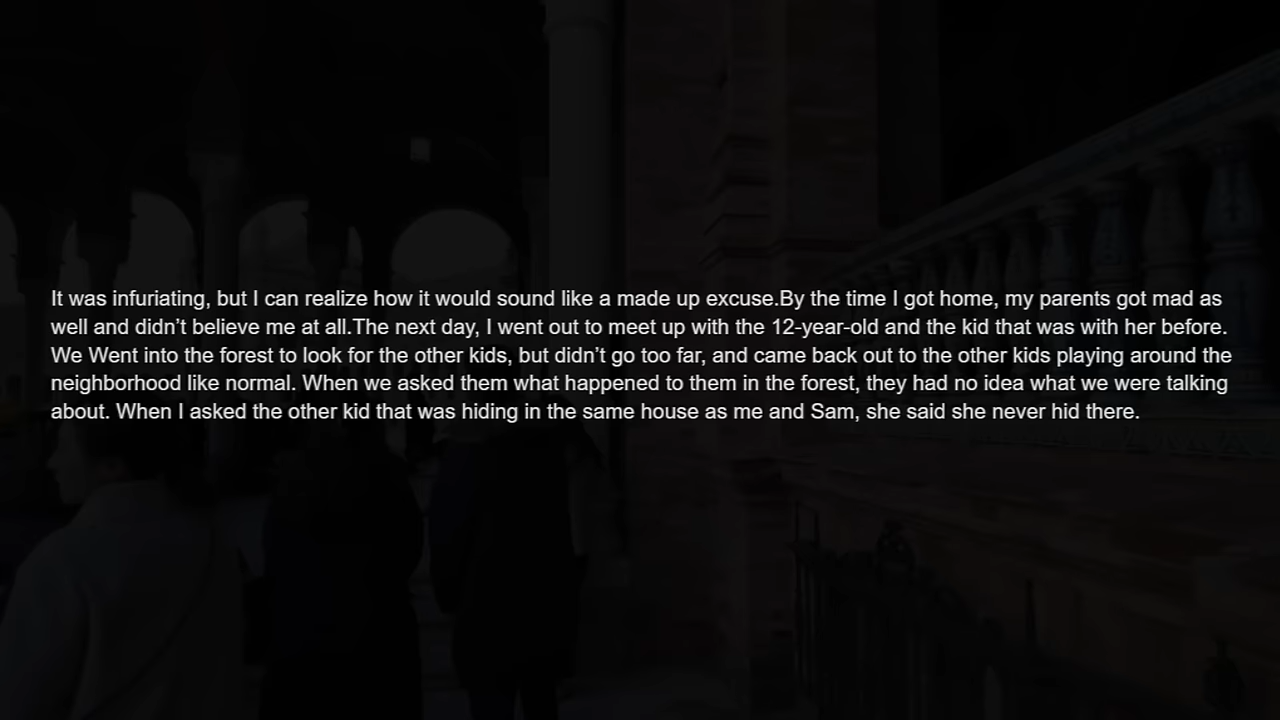 It was infuriating, but I can realize how it would sound like a made up excuse.By the time I got home, my parents got mad as
well and didn’t believe me at all.The next day, I went out to meet up with the 12-year-old and the kid that was with her before.
We Went into the forest to look for the other kids, but didn’t go too far, and came back out to the other kids playing around the
neighborhood like normal. When we asked them what happened to them in the forest, they had no idea what we were talking
about. When I asked the other kid that was hiding in the same house as me and Sam, she said she never hid there.